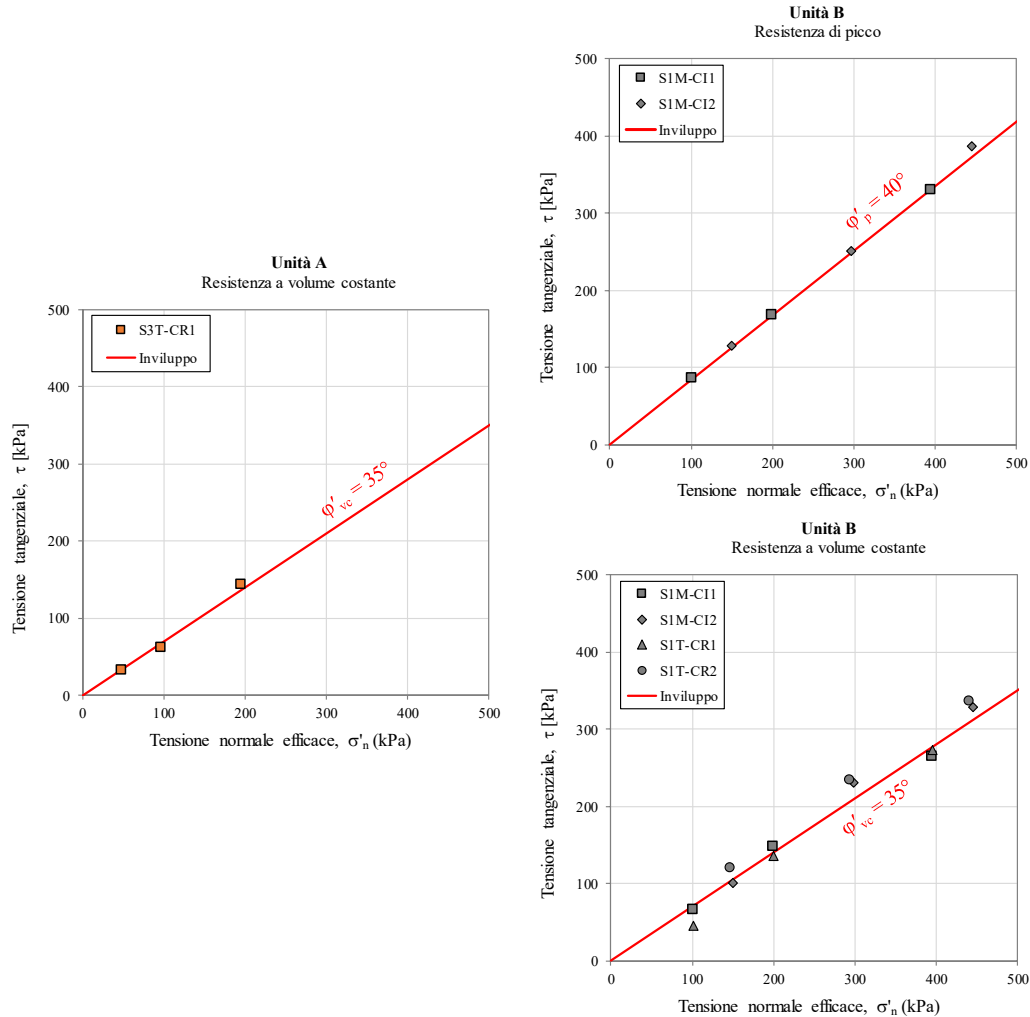 Unità A
Resistenza a volume costante
500
400
300
200
100
0
0 100 200 300 400 500
Tensione tangenziale, τ [kPa]
Tensione normale efficace, σ'n (kPa)
S3T-CR1
Inviluppo
φ'vc = 35°
Unità B
Resistenza di picco
500
400
300
200
100
0
0 100 200 300 400 500
Tensione tangenziale, τ [kPa]
Tensione normale efficace, σ'n (kPa)
S1M-CI1
S1M-CI2
Inviluppo
φ'p = 40°
Unità B
Resistenza a volume costante
500
400
300
200
100
0
0 100 200 300 400 500
Tensione tangenziale, τ [kPa]
Tensione normale efficace, σ'n (kPa)
S1M-CI1
S1M-CI2
S1T-CR1
S1T-CR2
Inviluppo
φ'vc = 35°